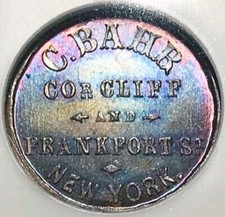 C. BAHR
COR CLIFF
AND
FRANKFORT ST
NEW YORK.